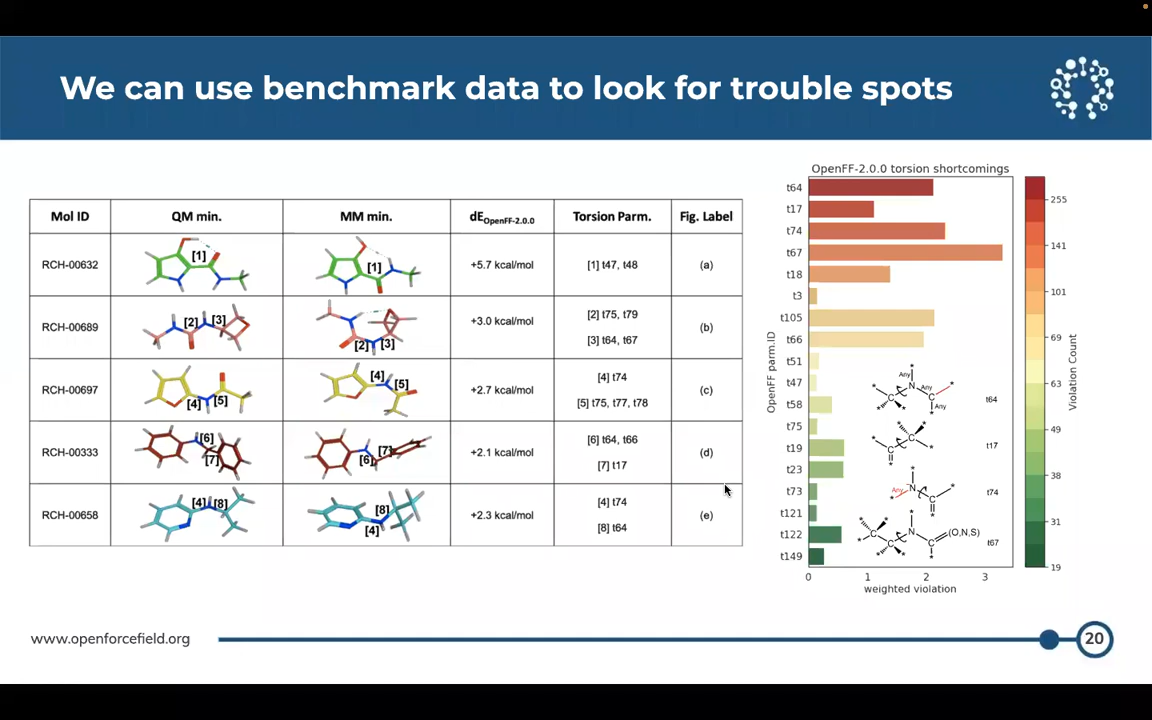 We can use benchmark data to look for trouble spots
Mol ID QM min. MM min. dE OpenFF-2.0.0 Torsion Parm. Fig. Label
RCH-00632 [1] [1] +5.7 kcal/mol [1] t47, t48 (a)
RCH-00689 [2] [3] [2] [3] +3.0 kcal/mol [2] t75, t79 (b)
[3] t64, t67
RCH-00697 [4] [5] [4] [5] +2.7 kcal/mol [4] t74 (c)
[5] t75, t77, t78
RCH-00333 [6] [7] [6] [7] +2.1 kcal/mol [6] t64, t66 (d)
[7] t17
RCH-00658 [4] [8] [4] [8] +2.3 kcal/mol [4] t74 (e)
[8] t64
OpenFF-2.0.0 torsion shortcomings
OpenFF parm.ID
t64
t17
t74
t67
t18
t3
t105
t66
t51
t47
t58
t75
t19
t23
t73
t121
t122
t149
0 1 2 3
weighted violation
Any
N
Any
C
C
Any
t64
C
C
t17
Any
N
C
t74
C
C
N
C
(O,N,S)
t67
255
141
101
69
63
49
38
31
19
Violation Count
www.openforcefield.org
20